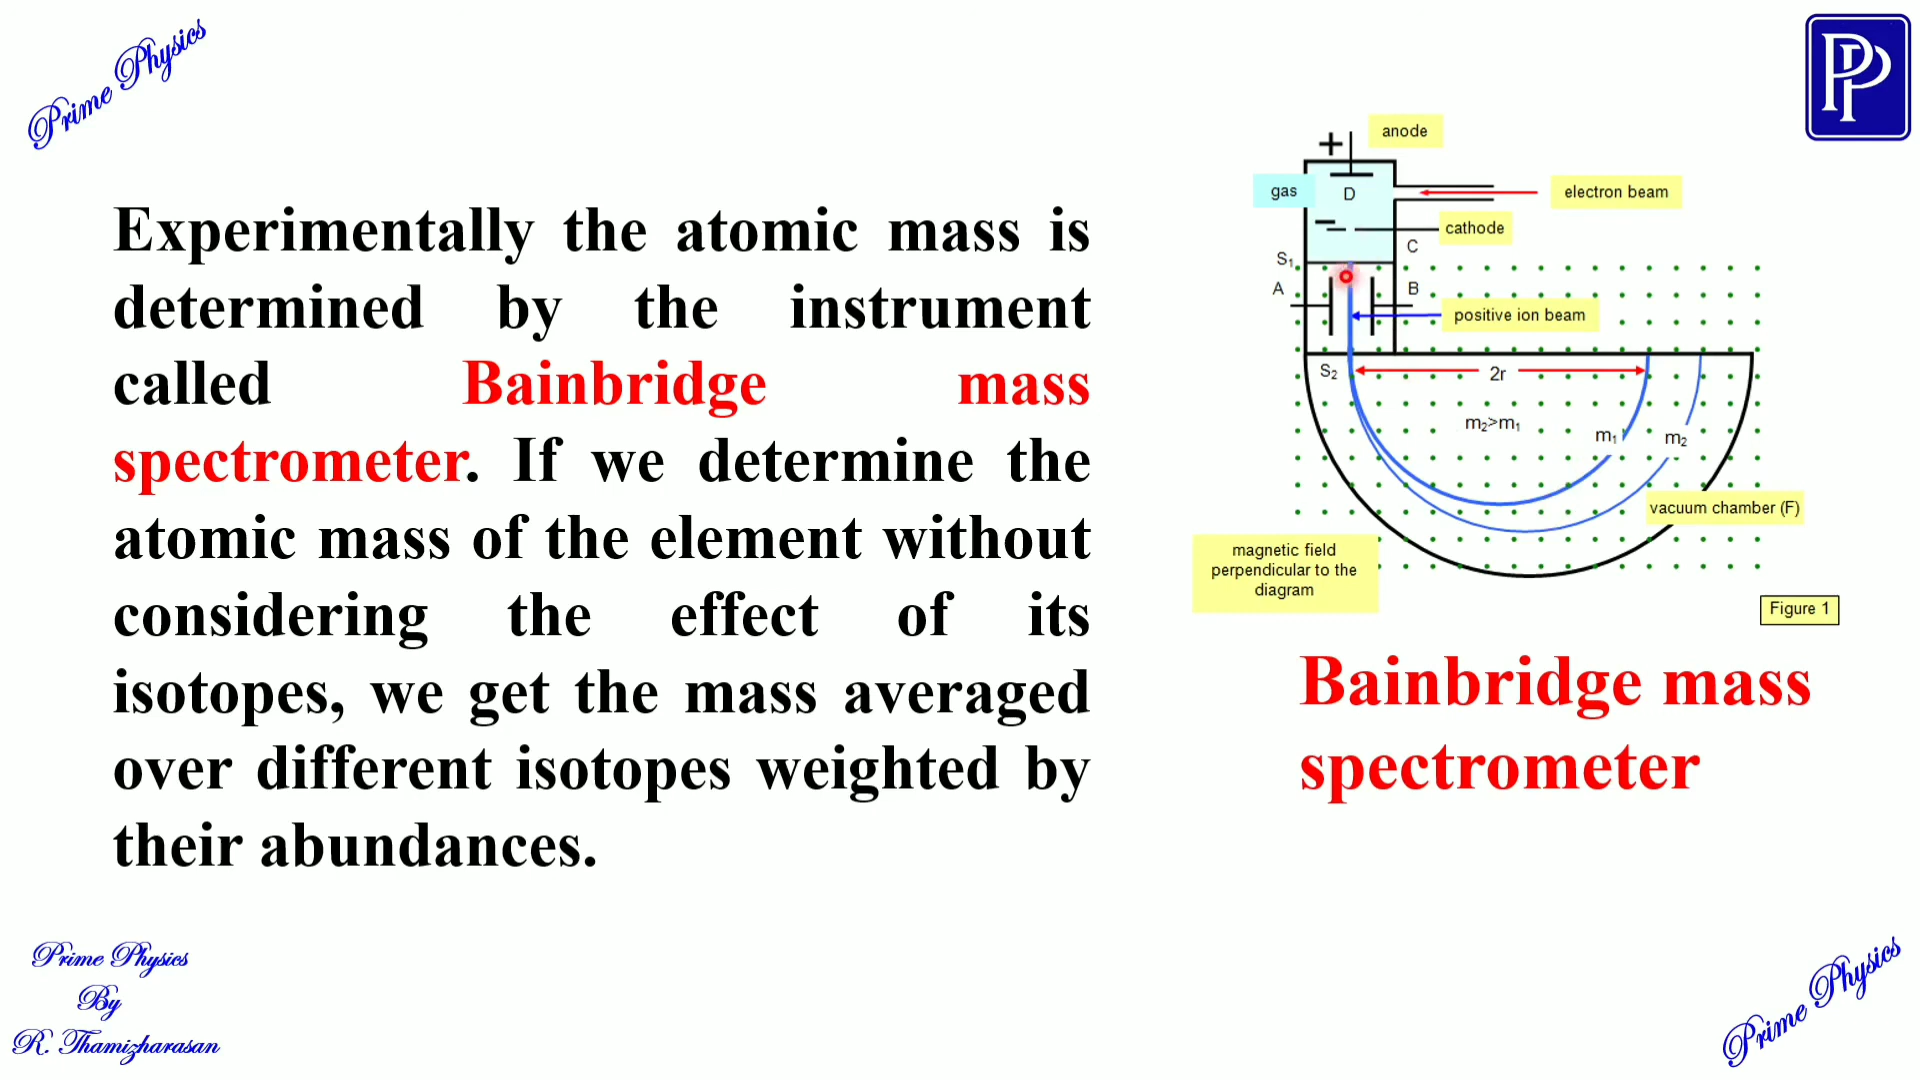 Prime Physics
PP
Experimentally the atomic mass is
determined by the instrument
called Bainbridge mass
spectrometer. If we determine the
atomic mass of the element without
considering the effect of its
isotopes, we get the mass averaged
over different isotopes weighted by
their abundances.
+
anode
gas
D
electron beam
cathode
C
S₁
A
B
positive ion beam
S₂
2r
m₂>m₁
m₁
m₂
vacuum chamber (F)
magnetic field
perpendicular to the
diagram
Figure 1
Bainbridge mass
spectrometer
Prime Physics
By
R. Thamizharasan
Prime Physics